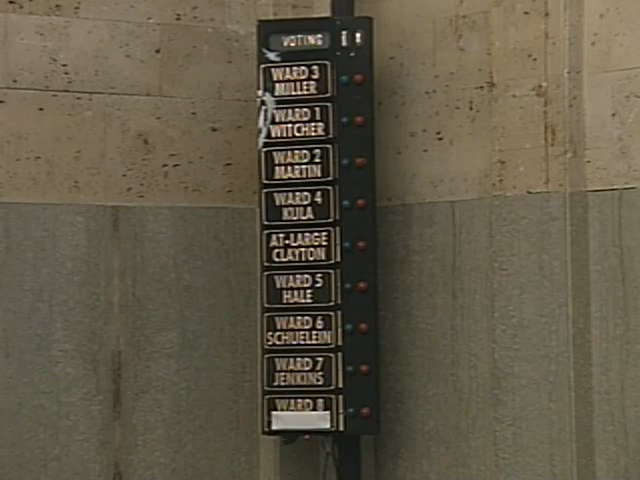 VOTING
WARD 3
MILLER
WARD 1
WITCHER
WARD 2
MARTIN
WARD 4
KULA
AT-LARGE
CLAYTON
WARD 5
HALE
WARD 6
SCHUELEIN
WARD 7
JENKINS
WARD 8